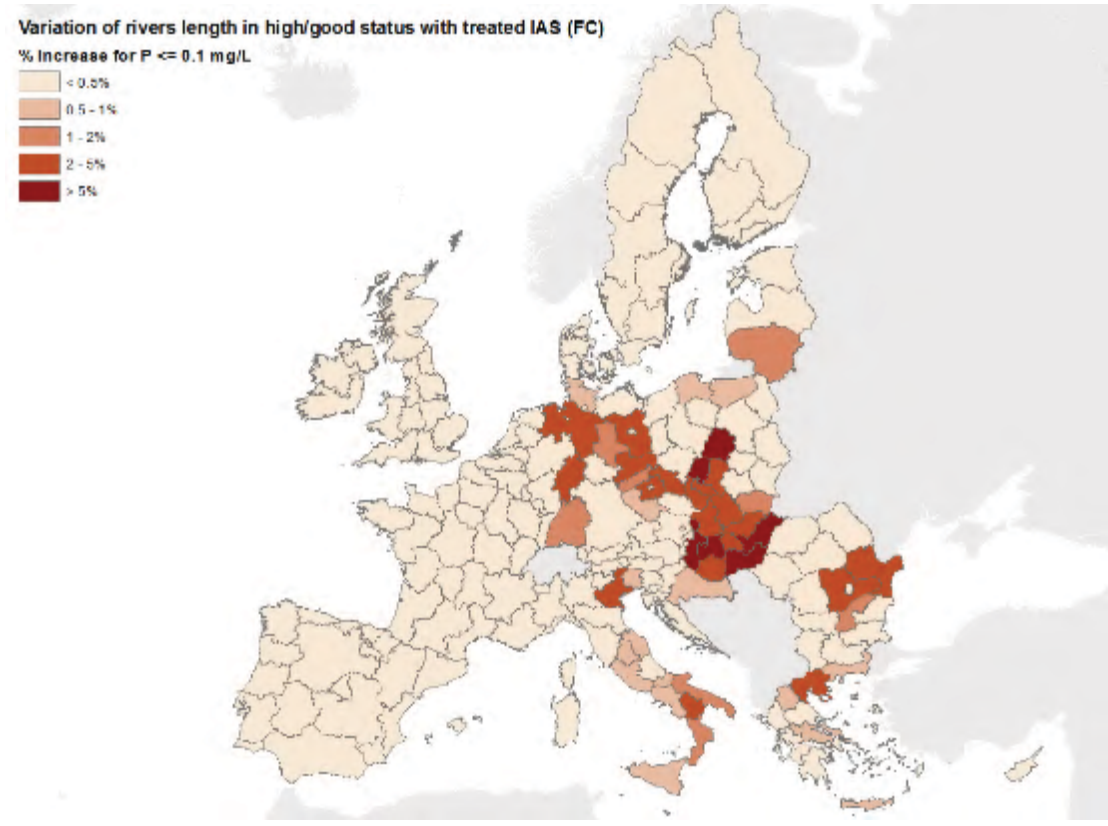 Variation of rivers length in high/good status with treated IAS (FC)
% increase for P <= 0.1 mg/L
< 0.5%
0.5 - 1%
1 - 2%
2 - 5%
> 5%